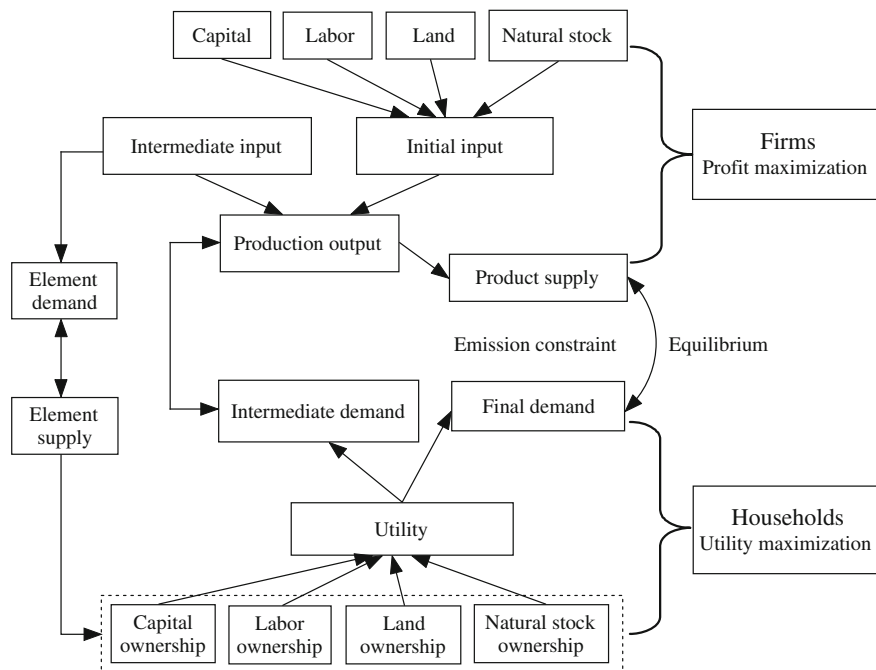 Capital
Labor
Land
Natural stock
Intermediate input
Initial input
Firms
Profit maximization
Production output
Product supply
Element
demand
Emission constraint
Equilibrium
Element
supply
Intermediate demand
Final demand
Utility
Households
Utility maximization
Capital
ownership
Labor
ownership
Land
ownership
Natural stock
ownership